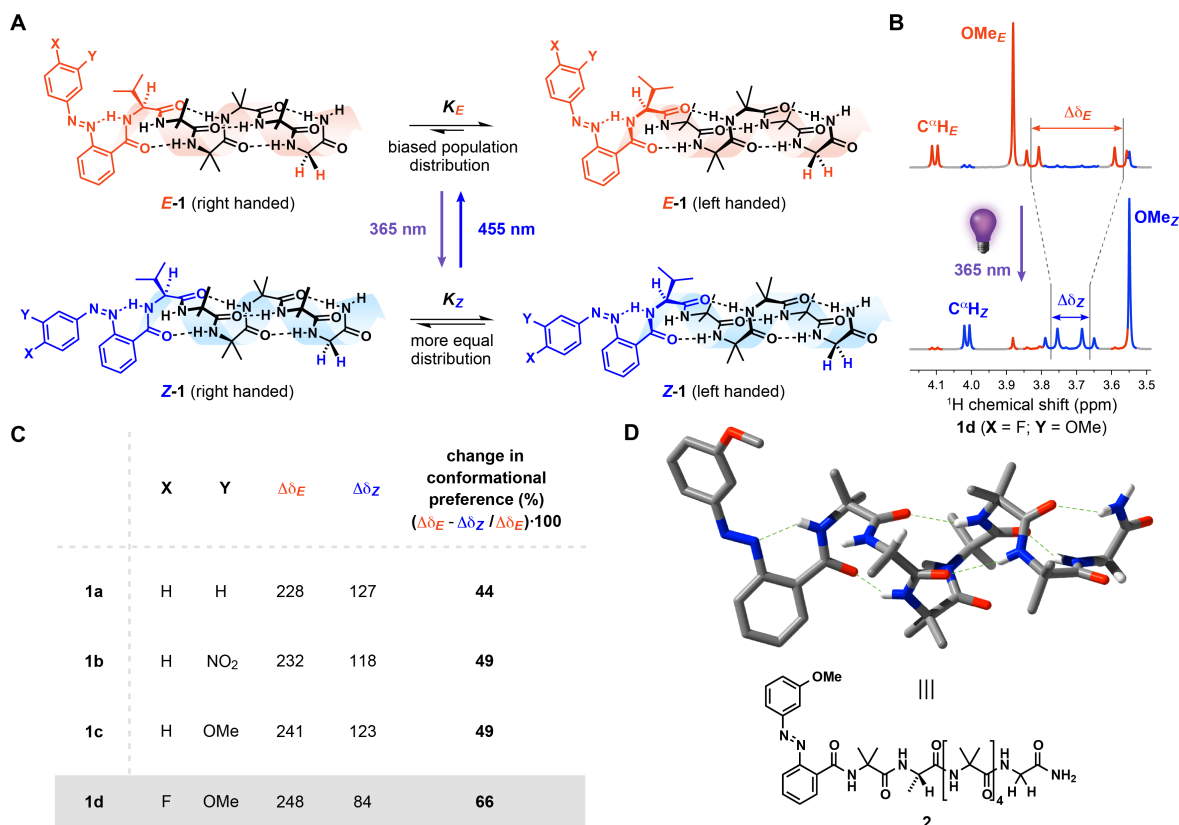 A
X
Y
H
N
N
H
N
O
H
N
O
H
N
O
O
N
H
H
N
O
O
N
H
H
N
O
H
H
K_E
biased population
distribution
X
Y
E-1 (right handed)
E-1 (left handed)
365 nm
455 nm
Y
X
K_Z
more equal
distribution
Y
X
Z-1 (right handed)
Z-1 (left handed)
B
OMe_E
CᵅH_E
Δδ_E
OMe_Z
365 nm
CᵅH_Z
Δδ_Z
4.1 4.0 3.9 3.8 3.7 3.6 3.5
¹H chemical shift (ppm)
1d (X = F; Y = OMe)
C
change in
conformational
preference (%)
X Y Δδ_E Δδ_Z
(Δδ_E - Δδ_Z /Δδ_E)·100
1a H H 228 127 44
1b H NO₂ 232 118 49
1c H OMe 241 123 49
1d F OMe 248 84 66
D
OMe
N
N
O
N
H
O
H
N
H
O
N
H
O
4
H
N
H H
O
NH₂
2